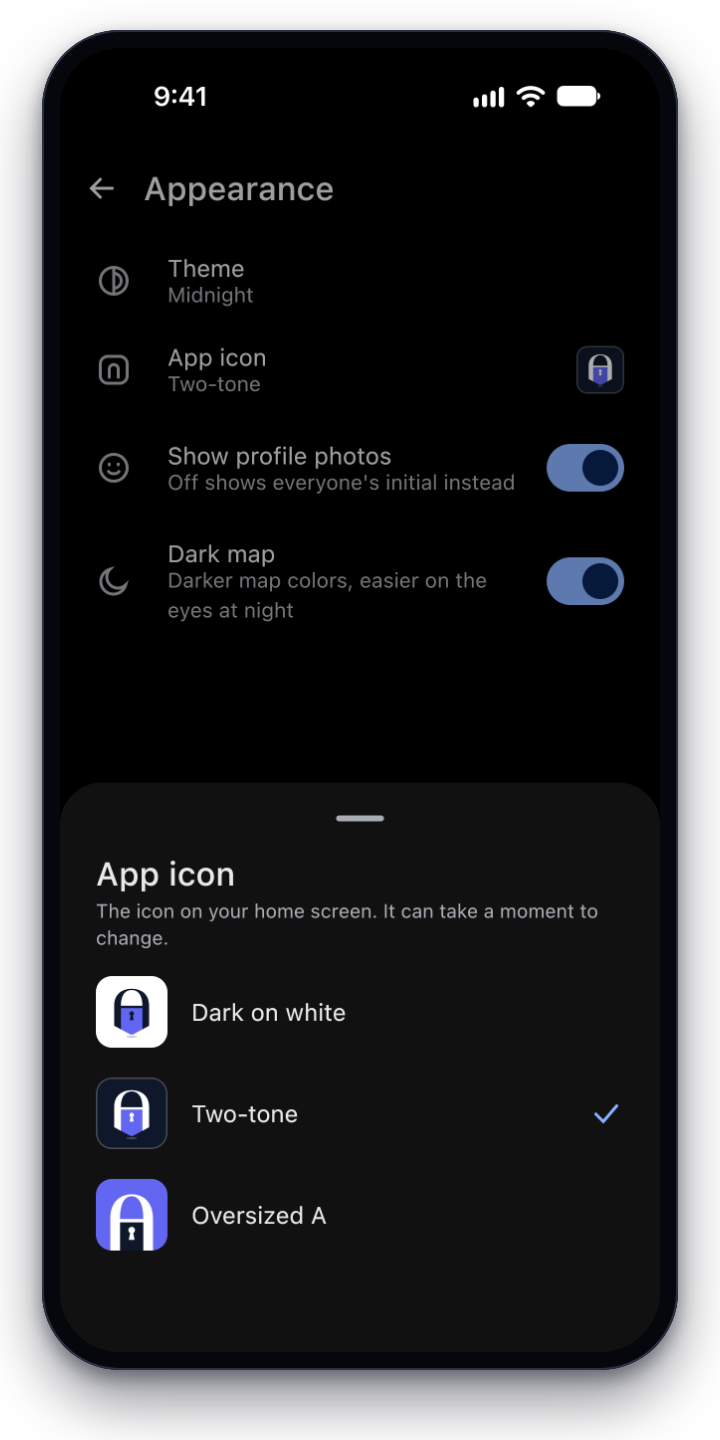 9:41
Appearance
Theme
Midnight
App icon
Two-tone
Show profile photos
Off shows everyone's initial instead
Dark map
Darker map colors, easier on the
eyes at night
App icon
The icon on your home screen. It can take a moment to
change.
Dark on white
Two-tone
Oversized A